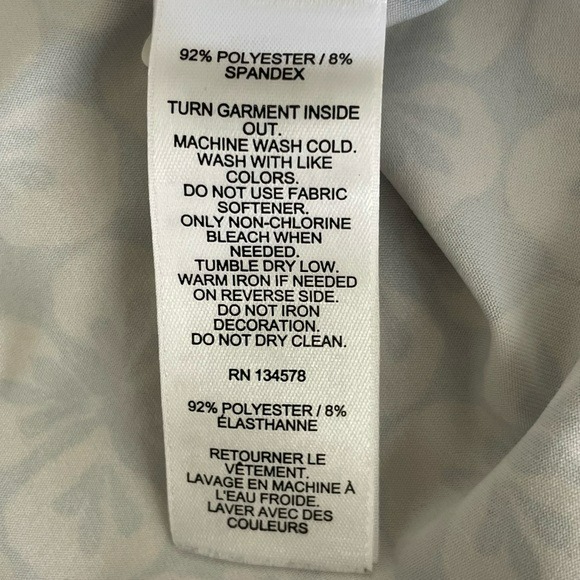 92% POLYESTER / 8%
SPANDEX
TURN GARMENT INSIDE
OUT.
MACHINE WASH COLD.
WASH WITH LIKE
COLORS.
DO NOT USE FABRIC
SOFTENER.
ONLY NON-CHLORINE
BLEACH WHEN
NEEDED.
TUMBLE DRY LOW.
WARM IRON IF NEEDED
ON REVERSE SIDE.
DO NOT IRON
DECORATION.
DO NOT DRY CLEAN.
RN 134578
92% POLYESTER / 8%
ÉLASTHANNE
RETOURNER LE
VÊTEMENT.
LAVAGE EN MACHINE À
L'EAU FROIDE.
LAVER AVEC DES
COULEURS